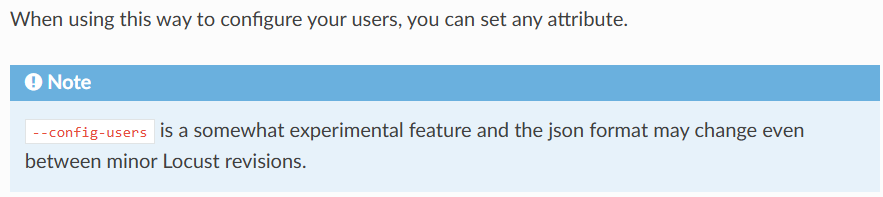 When using this way to configure your users, you can set any attribute.
Note
--config-users is a somewhat experimental feature and the json format may change even
between minor Locust revisions.